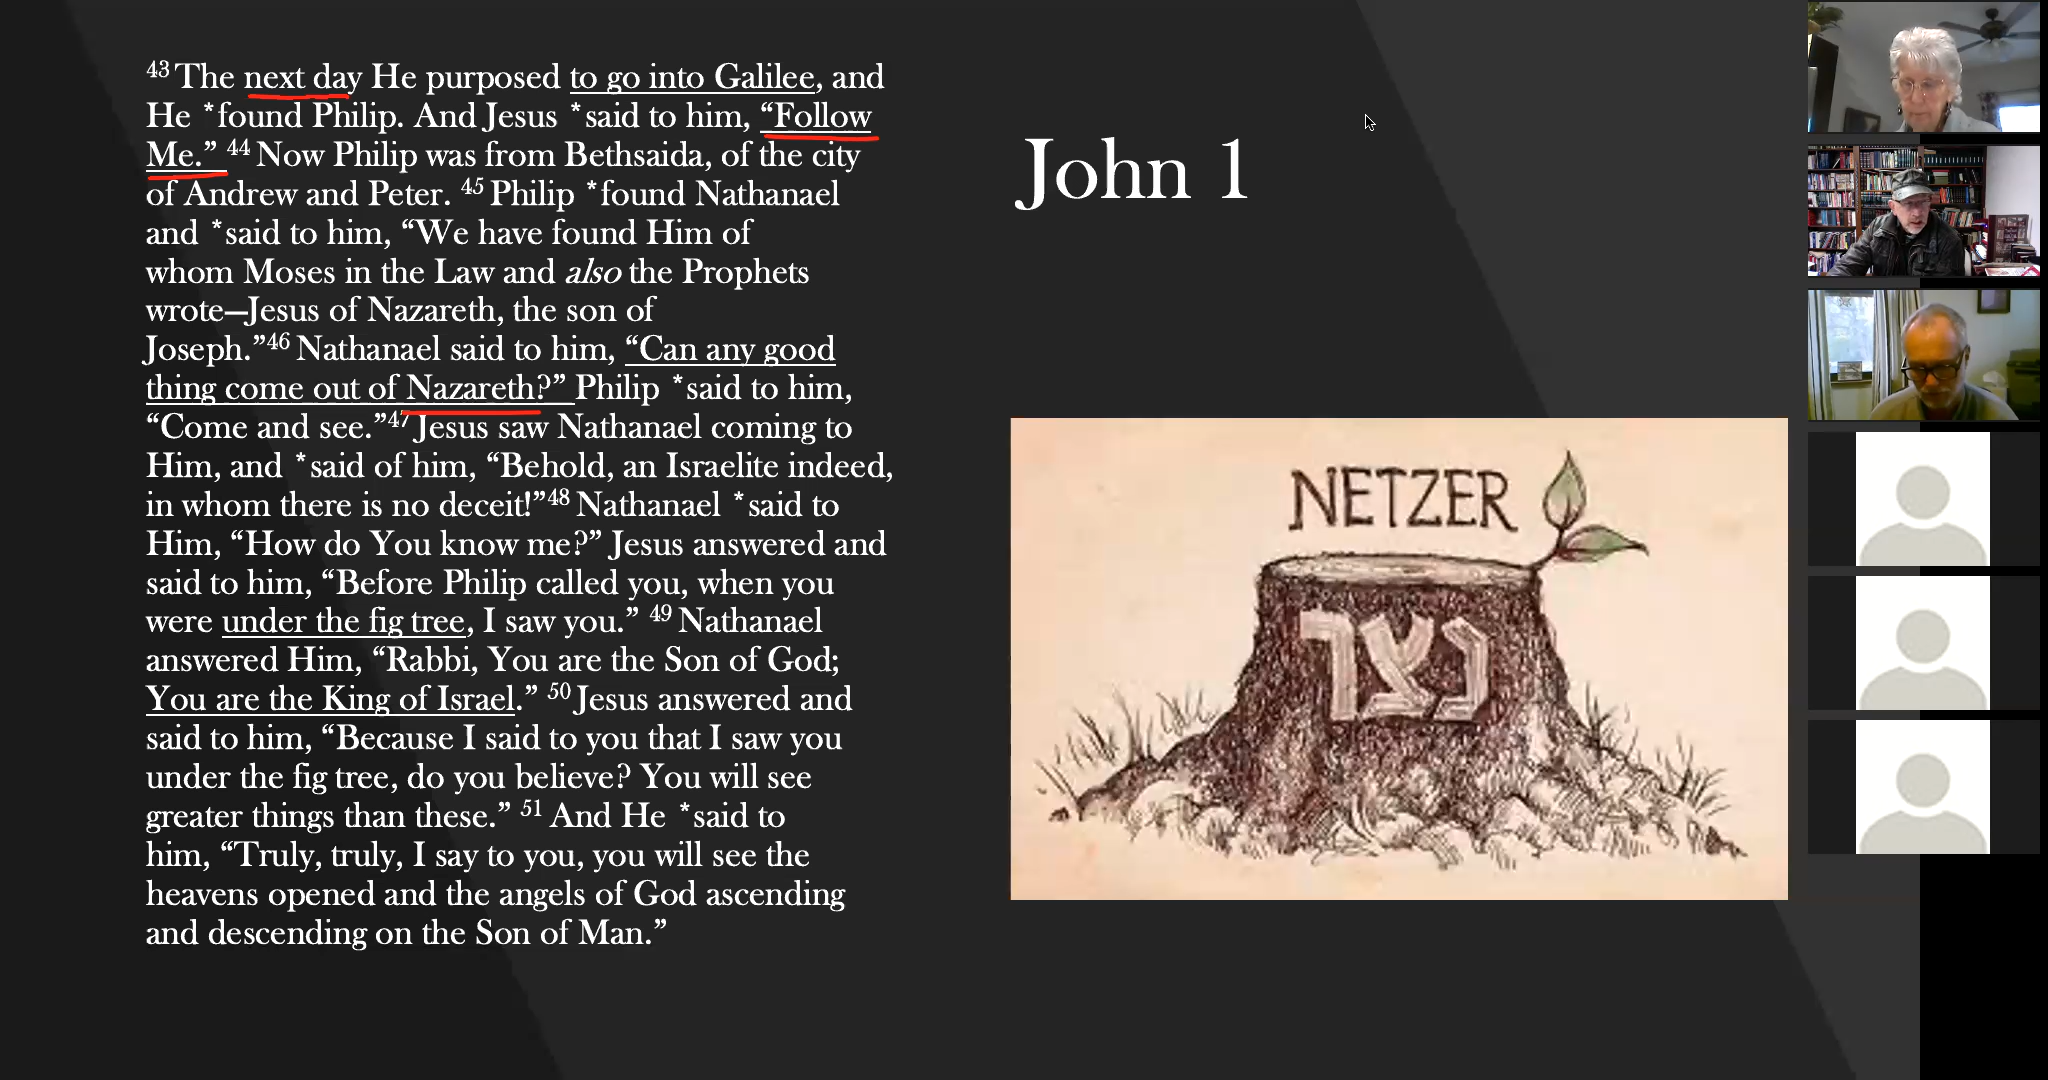 43 The next day He purposed to go into Galilee, and
He *found Philip. And Jesus *said to him, “Follow
Me.” 44 Now Philip was from Bethsaida, of the city
of Andrew and Peter. 45 Philip *found Nathanael
and *said to him, “We have found Him of
whom Moses in the Law and also the Prophets
wrote—Jesus of Nazareth, the son of
Joseph.”46 Nathanael said to him, “Can any good
thing come out of Nazareth?” Philip *said to him,
“Come and see.”47 Jesus saw Nathanael coming to
Him, and *said of him, “Behold, an Israelite indeed,
in whom there is no deceit!”48 Nathanael *said to
Him, “How do You know me?” Jesus answered and
said to him, “Before Philip called you, when you
were under the fig tree, I saw you.” 49 Nathanael
answered Him, “Rabbi, You are the Son of God;
You are the King of Israel.” 50 Jesus answered and
said to him, “Because I said to you that I saw you
under the fig tree, do you believe? You will see
greater things than these.” 51 And He *said to
him, “Truly, truly, I say to you, you will see the
heavens opened and the angels of God ascending
and descending on the Son of Man.”
John 1
NETZER
נצר